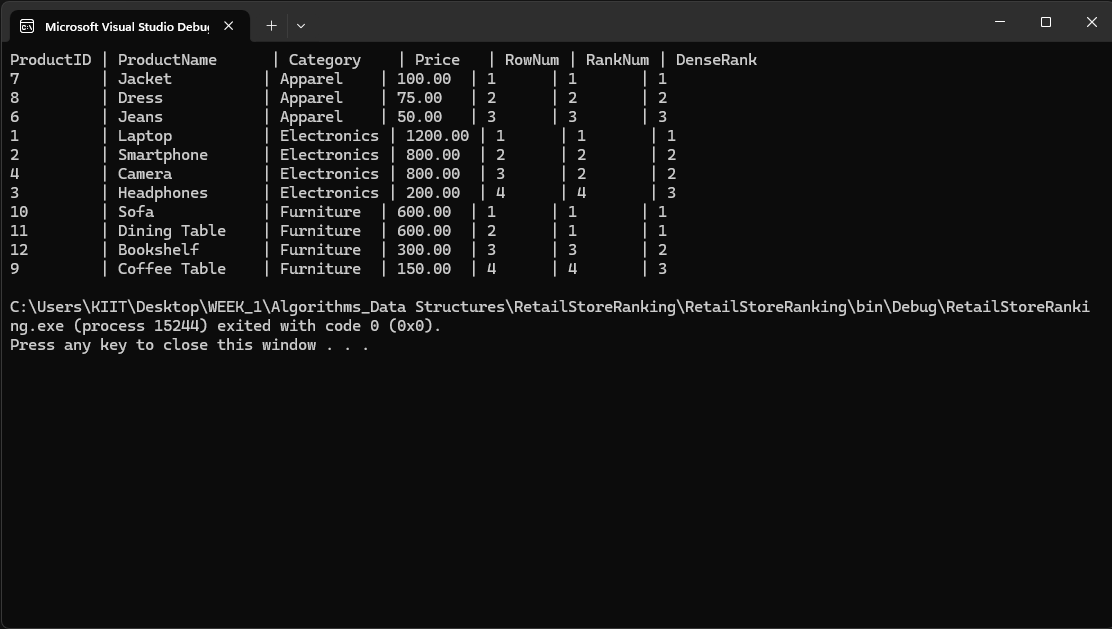 Microsoft Visual Studio Debug
ProductID | ProductName      | Category    | Price   | RowNum | RankNum | DenseRank
7         | Jacket          | Apparel    | 100.00  | 1      | 1       | 1
8         | Dress           | Apparel    | 75.00   | 2      | 2       | 2
6         | Jeans           | Apparel    | 50.00   | 3      | 3       | 3
1         | Laptop          | Electronics | 1200.00 | 1      | 1       | 1
2         | Smartphone      | Electronics | 800.00  | 2      | 2       | 2
4         | Camera          | Electronics | 800.00  | 3      | 2       | 2
3         | Headphones      | Electronics | 200.00  | 4      | 4       | 3
10        | Sofa            | Furniture  | 600.00  | 1      | 1       | 1
11        | Dining Table    | Furniture  | 600.00  | 2      | 1       | 1
12        | Bookshelf       | Furniture  | 300.00  | 3      | 3       | 2
9         | Coffee Table    | Furniture  | 150.00  | 4      | 4       | 3
C:\Users\KIIT\Desktop\WEEK_1\Algorithms_Data Structures\RetailStoreRanking\RetailStoreRanking\bin\Debug\RetailStoreRanki
ng.exe (process 15244) exited with code 0 (0x0).
Press any key to close this window . . .